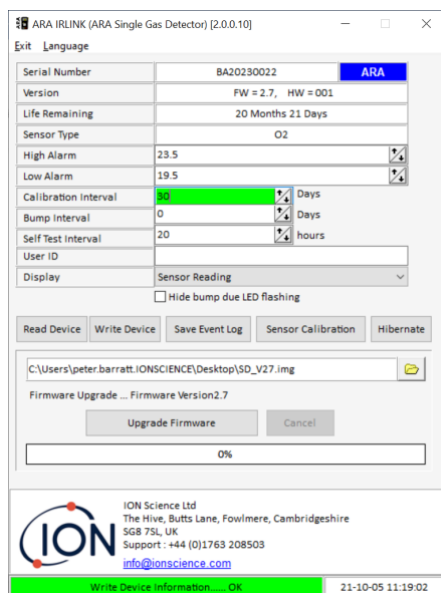 ARA IRLINK (ARA Single Gas Detector) [2.0.0.10]
Exit Language
Serial Number BA20230022 ARA
Version FW = 2.7, HW = 001
Life Remaining 20 Months 21 Days
Sensor Type O2
High Alarm 23.5
Low Alarm 19.5
Calibration Interval 30 Days
Bump Interval 0 Days
Self Test Interval 20 hours
User ID
Display Sensor Reading
Hide bump due LED flashing
Read Device Write Device Save Event Log Sensor Calibration Hibernate
C:\Users\peter.barratt.IONSCIENCE\Desktop\SD_V27.img
Firmware Upgrade ... Firmware Version2.7
Upgrade Firmware Cancel
0%
ION
ION Science Ltd
The Hive, Butts Lane, Fowlmere, Cambridgeshire
SG8 7SL, UK
Support : +44 (0)1763 208503
info@ionscience.com
Write Device Information...... OK 21-10-05 11:19:02